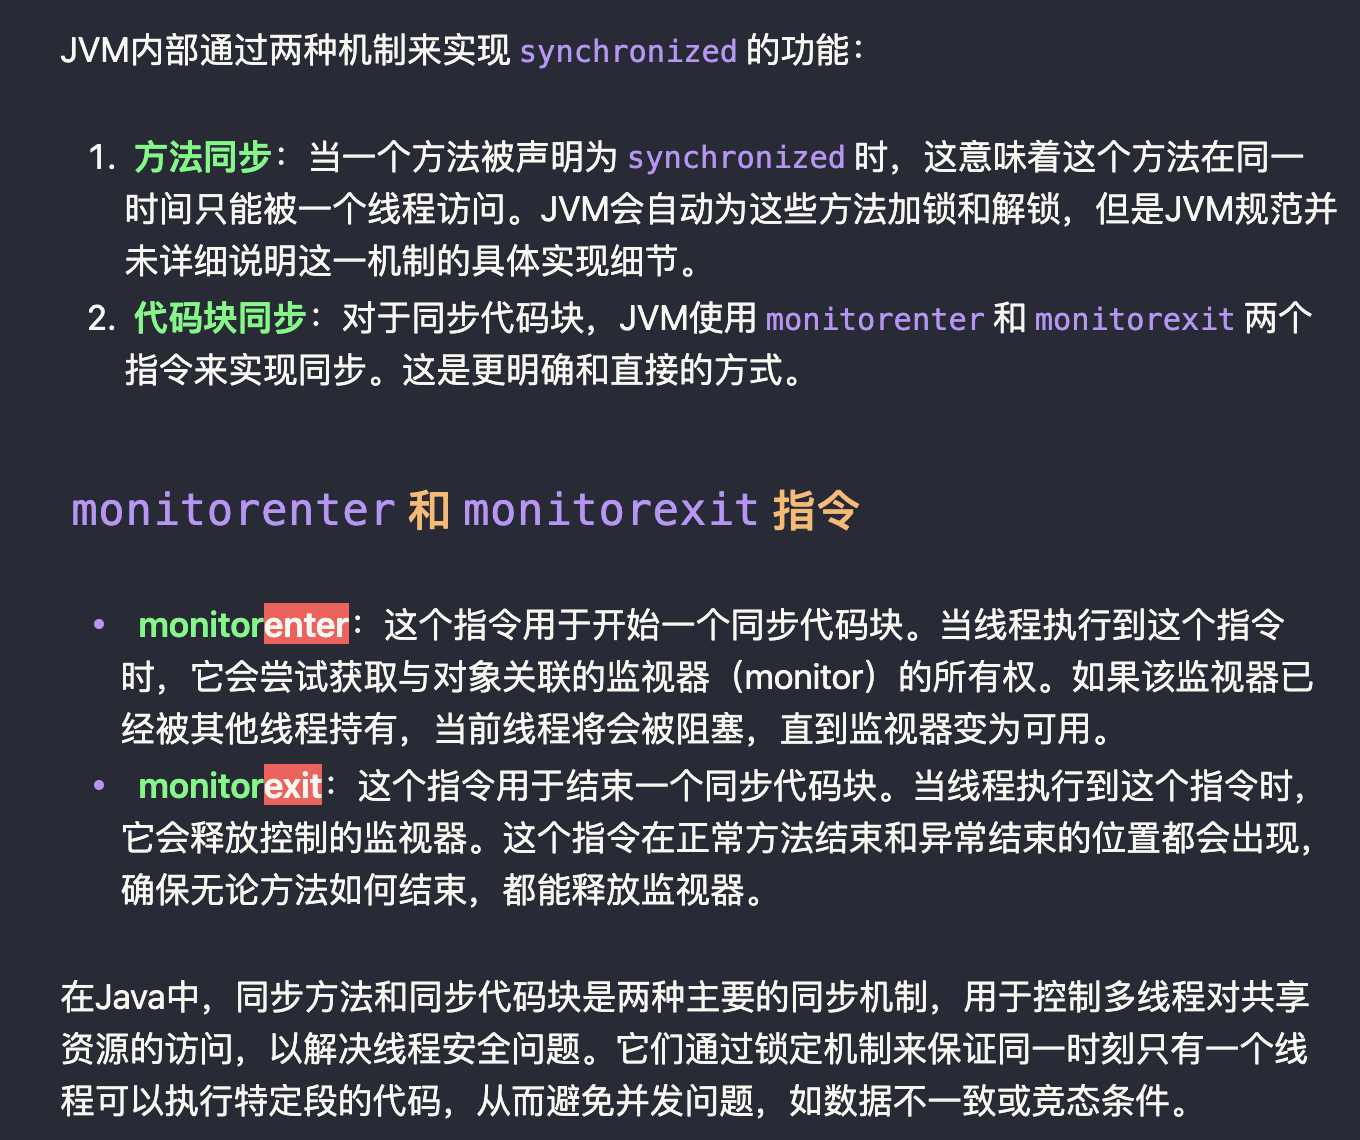 JVM内部通过两种机制来实现 synchronized 的功能：
1. 方法同步：当一个方法被声明为 synchronized 时，这意味着这个方法在同一
时间只能被一个线程访问。JVM会自动为这些方法加锁和解锁，但是JVM规范并
未详细说明这一机制的具体实现细节。
2. 代码块同步：对于同步代码块，JVM使用 monitorenter 和 monitorexit 两个
指令来实现同步。这是更明确和直接的方式。
monitorenter 和 monitorexit 指令
• monitorenter：这个指令用于开始一个同步代码块。当线程执行到这个指令
时，它会尝试获取与对象关联的监视器（monitor）的所有权。如果该监视器已
经被其他线程持有，当前线程将会被阻塞，直到监视器变为可用。
• monitorexit：这个指令用于结束一个同步代码块。当线程执行到这个指令时，
它会释放控制的监视器。这个指令在正常方法结束和异常结束的位置都会出现，
确保无论方法如何结束，都能释放监视器。
在Java中，同步方法和同步代码块是两种主要的同步机制，用于控制多线程对共享
资源的访问，以解决线程安全问题。它们通过锁定机制来保证同一时刻只有一个线
程可以执行特定段的代码，从而避免并发问题，如数据不一致或竞态条件。